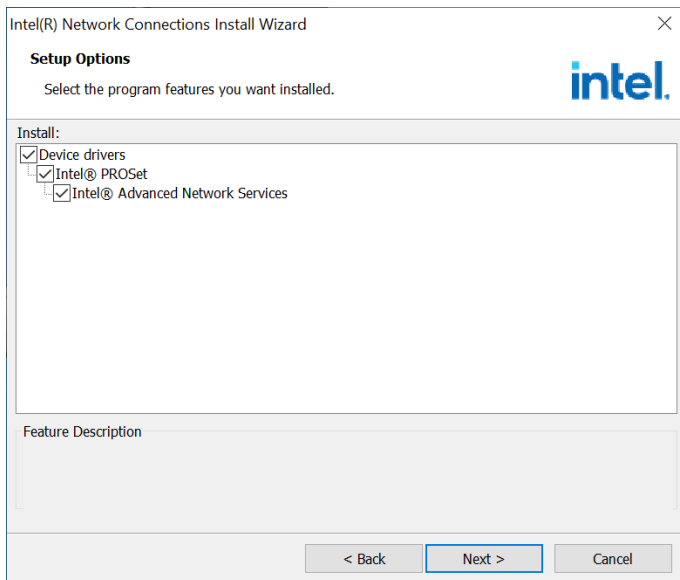 Intel(R) Network Connections Install Wizard
Setup Options
Select the program features you want installed.
intel.
Install:
Device drivers
Intel® PROSet
Intel® Advanced Network Services
Feature Description
< Back
Next >
Cancel